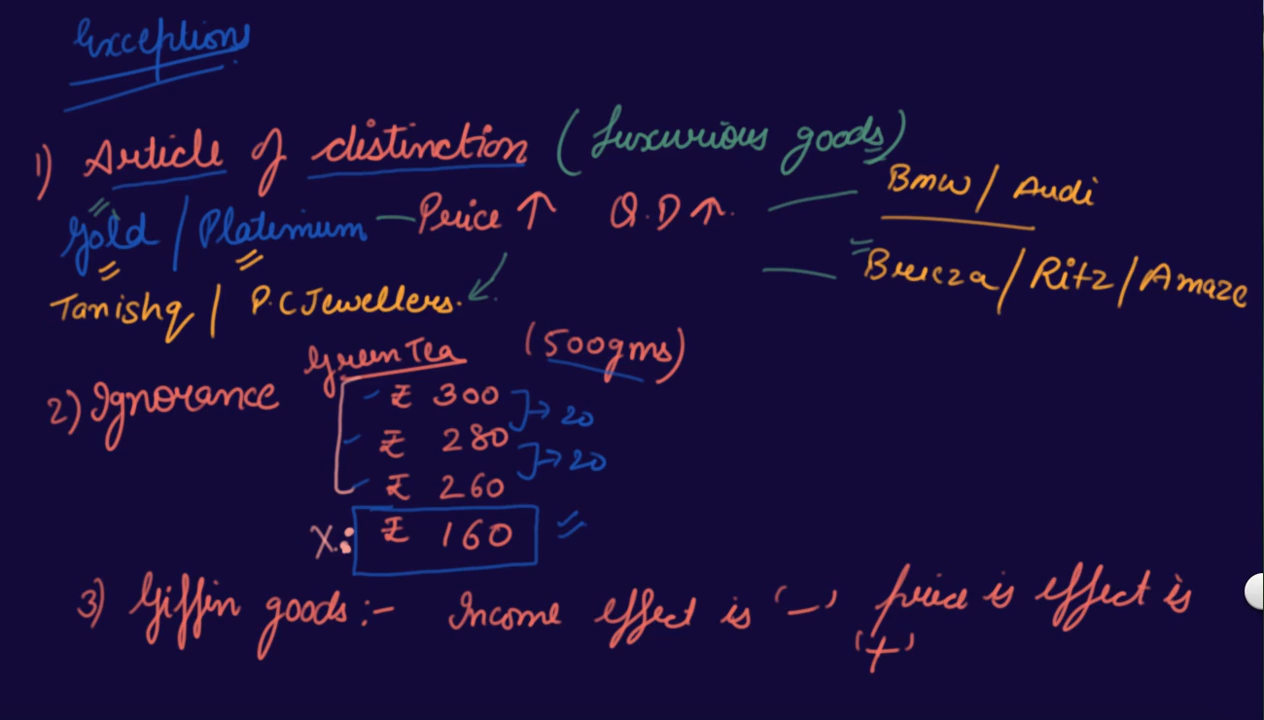 Exception
1) Article of distinction (Luxurious goods)
Gold / Platinium — Price ↑ Q.D ↑. — Bmw / Audi
— Brezza / Ritz / Amaze
Tanishq / P.C Jewellers.
Green Tea (500gms)
2) Ignorance
₹ 300
→ 20
₹ 280
→ 20
₹ 260
X: ₹ 160
3) Giffin goods :- Income effect is '-' price is effect is
'+'